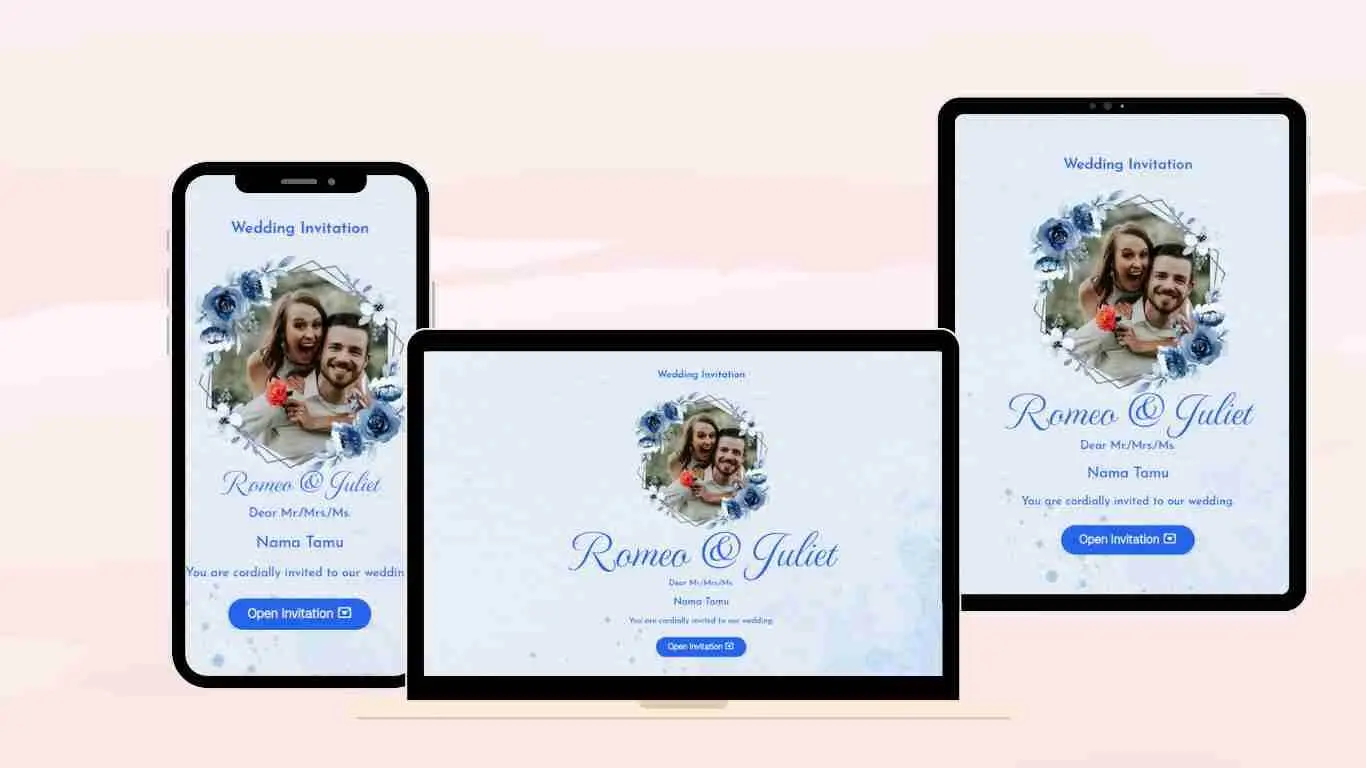 Wedding Invitation
Romeo & Juliet
Dear Mr./Mrs./Ms.
Nama Tamu
You are cordially invited to our weddin
Open Invitation
Wedding Invitation
Romeo & Juliet
Dear Mr./Mrs./Ms.
Nama Tamu
You are cordially invited to our wedding.
Open Invitation
Wedding Invitation
Romeo & Juliet
Dear Mr./Mrs./Ms.
Nama Tamu
You are cordially invited to our wedding.
Open Invitation